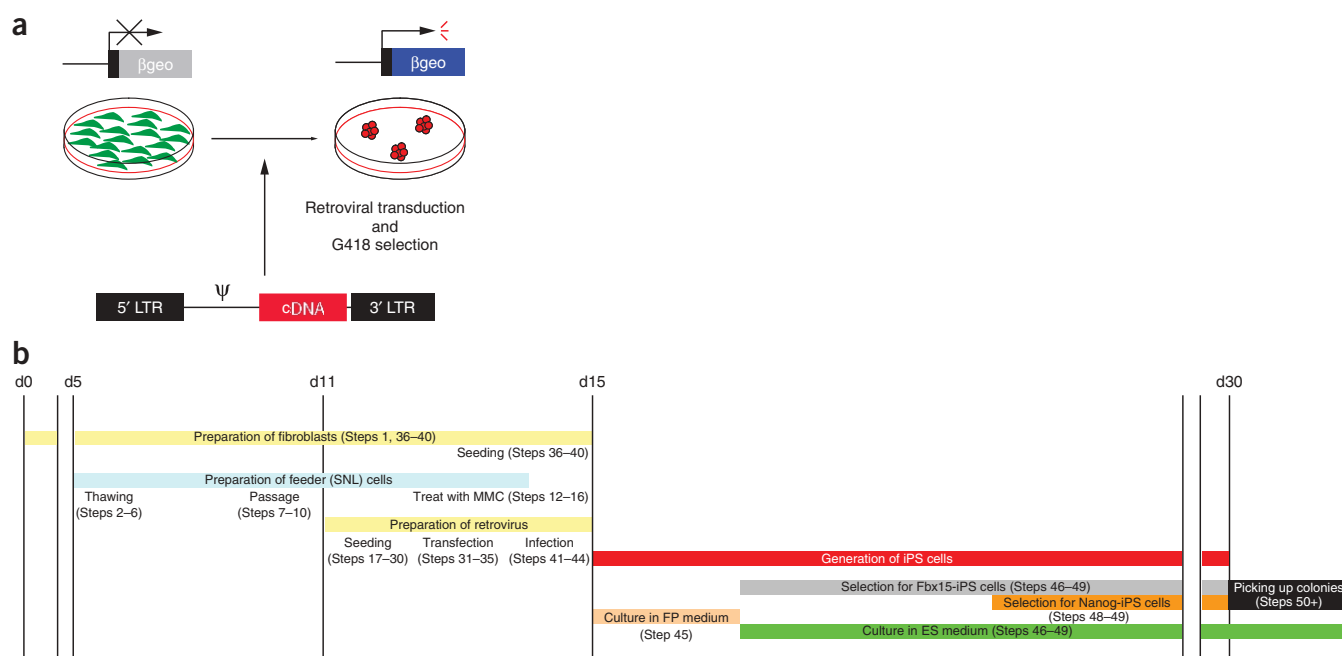 a
βgeo
βgeo
Retroviral transduction
and
G418 selection
ψ
5′ LTR
cDNA
3′ LTR
b
d0
d5
d11
d15
d30
Preparation of fibroblasts (Steps 1, 36–40)
Seeding (Steps 36–40)
Preparation of feeder (SNL) cells
Thawing
(Steps 2–6)
Passage
(Steps 7–10)
Treat with MMC (Steps 12–16)
Preparation of retrovirus
Seeding
(Steps 17–30)
Transfection
(Steps 31–35)
Infection
(Steps 41–44)
Generation of iPS cells
Selection for Fbx15-iPS cells (Steps 46–49)
Picking up colonies
(Steps 50+)
Selection for Nanog-iPS cells
(Steps 48–49)
Culture in FP medium
(Step 45)
Culture in ES medium (Steps 46–49)